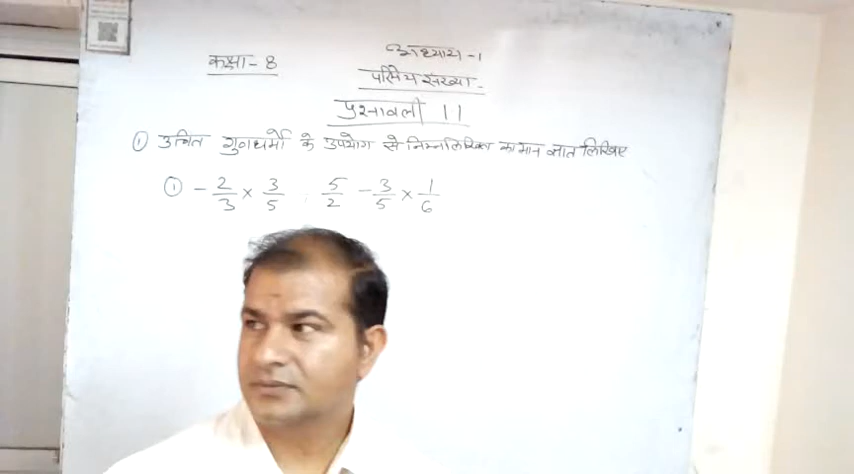 कक्षा - 8
अध्याय - 1
परिमेय संख्या -
प्रश्नावली 1 1
① उचित गुणधर्मो के उपयोग से निम्नलिखित का मान ज्ञात लिखिए
① - 2/3 × 3/5 . 5/2 - 3/5 × 1/6